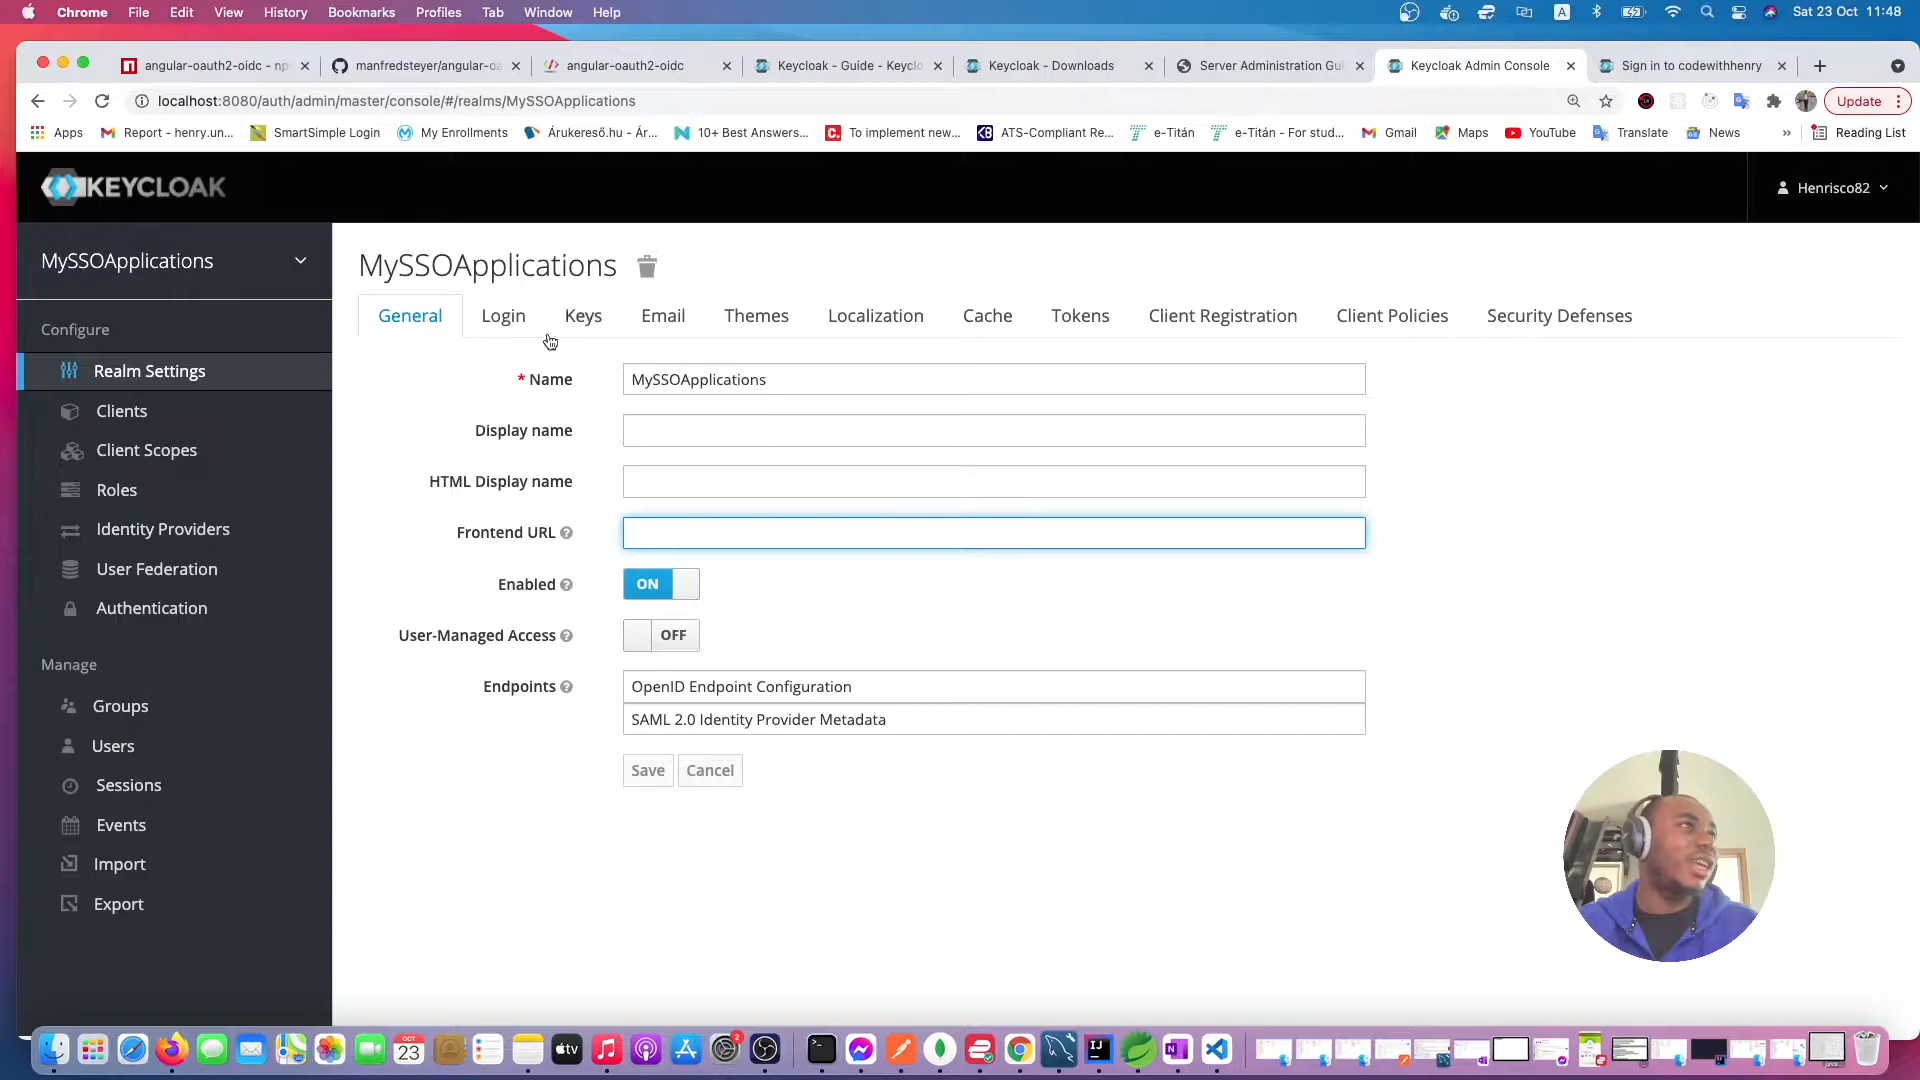 Chrome File Edit View History Bookmarks Profiles Tab Window Help
A
Sat 23 Oct 11:48
angular-oauth2-oidc - np
manfredsteyer/angular-oa
angular-oauth2-oidc
Keycloak - Guide - Keyclo
Keycloak - Downloads
Server Administration Gui
Keycloak Admin Console
Sign in to codewithhenry
localhost:8080/auth/admin/master/console/#/realms/MySSOApplications
Update
Apps
Report - henry.un...
SmartSimple Login
My Enrollments
Árukereső.hu - Ár...
10+ Best Answers...
To implement new...
ATS-Compliant Re...
e-Titán
e-Titán - For stud...
Gmail
Maps
YouTube
Translate
News
»
Reading List
KEYCLOAK
Henrisco82
MySSOApplications
Configure
Realm Settings
Clients
Client Scopes
Roles
Identity Providers
User Federation
Authentication
Manage
Groups
Users
Sessions
Events
Import
Export
MySSOApplications
General Login Keys Email Themes Localization Cache Tokens Client Registration Client Policies Security Defenses
* Name MySSOApplications
Display name
HTML Display name
Frontend URL
Enabled ON
User-Managed Access OFF
Endpoints OpenID Endpoint Configuration
SAML 2.0 Identity Provider Metadata
Save Cancel
OCT
23
tv
2